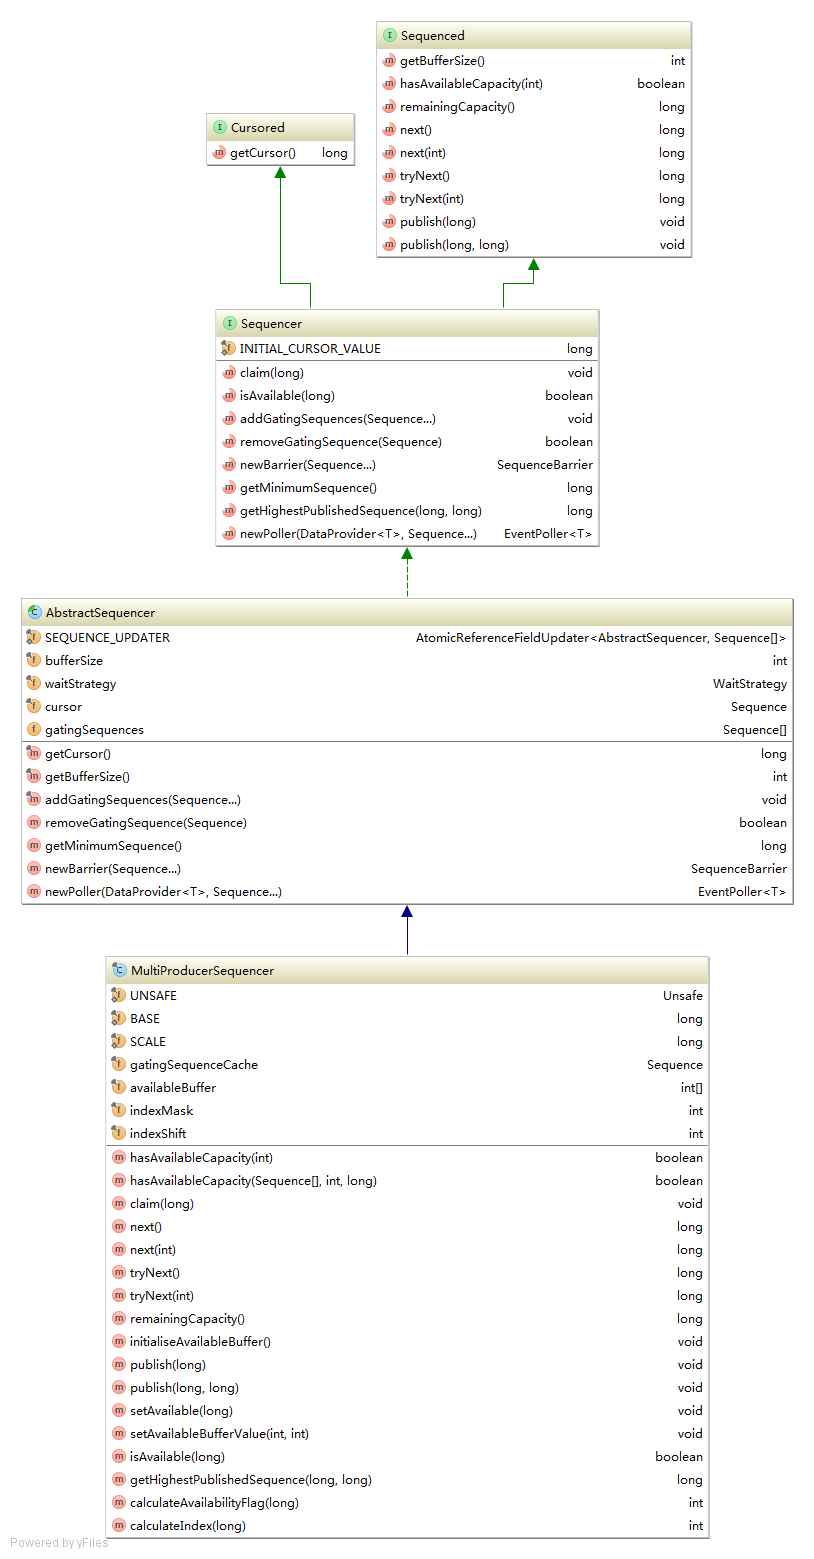 Sequenced
getBufferSize() int
hasAvailableCapacity(int) boolean
remainingCapacity() long
next() long
next(int) long
tryNext() long
tryNext(int) long
publish(long) void
publish(long, long) void
Cursored
getCursor() long
Sequencer
INITIAL_CURSOR_VALUE long
claim(long) void
isAvailable(long) boolean
addGatingSequences(Sequence...) void
removeGatingSequence(Sequence) boolean
newBarrier(Sequence...) SequenceBarrier
getMinimumSequence() long
getHighestPublishedSequence(long, long) long
newPoller(DataProvider<T>, Sequence...) EventPoller<T>
AbstractSequencer
SEQUENCE_UPDATER AtomicReferenceFieldUpdater<AbstractSequencer, Sequence[]>
bufferSize int
waitStrategy WaitStrategy
cursor Sequence
gatingSequences Sequence[]
getCursor() long
getBufferSize() int
addGatingSequences(Sequence...) void
removeGatingSequence(Sequence) boolean
getMinimumSequence() long
newBarrier(Sequence...) SequenceBarrier
newPoller(DataProvider<T>, Sequence...) EventPoller<T>
MultiProducerSequencer
UNSAFE Unsafe
BASE long
SCALE long
gatingSequenceCache Sequence
availableBuffer int[]
indexMask int
indexShift int
hasAvailableCapacity(int) boolean
hasAvailableCapacity(Sequence[], int, long) boolean
claim(long) void
next() long
next(int) long
tryNext() long
tryNext(int) long
remainingCapacity() long
initialiseAvailableBuffer() void
publish(long) void
publish(long, long) void
setAvailable(long) void
setAvailableBufferValue(int, int) void
isAvailable(long) boolean
getHighestPublishedSequence(long, long) long
calculateAvailabilityFlag(long) int
calculateIndex(long) int
Powered by yFiles